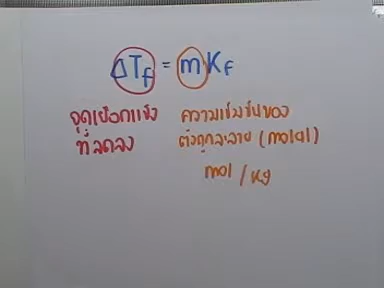 ΔTf = mKf
จุดเยือกแข็ง ความเข้มข้นของ
ที่ลดลง ตัวถูกละลาย (molal)
mol / kg